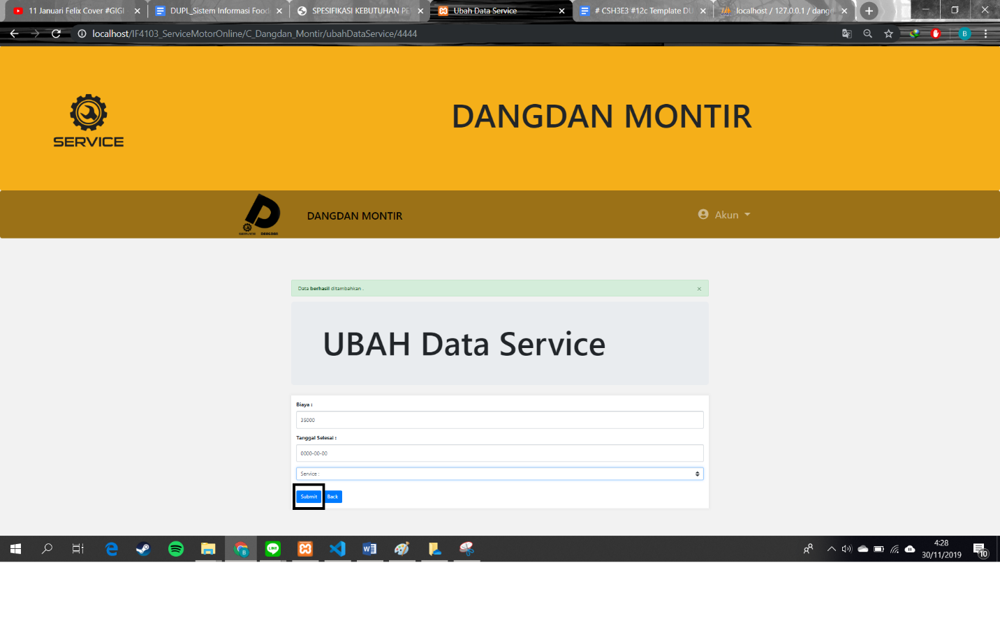 11 Januari Felix Cover #GIGI
DUPL_Sistem Informasi Food
SPESIFIKASI KEBUTUHAN PE
Ubah Data Service
# CSH3E3 #12c Template DU
localhost / 127.0.0.1 / dangd
localhost/IF4103_ServiceMotorOnline/C_Dangdan_Montir/ubahDataService/4444
B
SERVICE
DANGDAN MONTIR
SERVICE DANGDAN
DANGDAN MONTIR
Akun
Data berhasil ditambahkan .
×
UBAH Data Service
Biaya :
35000
Tanggal Selesai :
0000-00-00
Service :
Submit
Back
4:28
30/11/2019
10